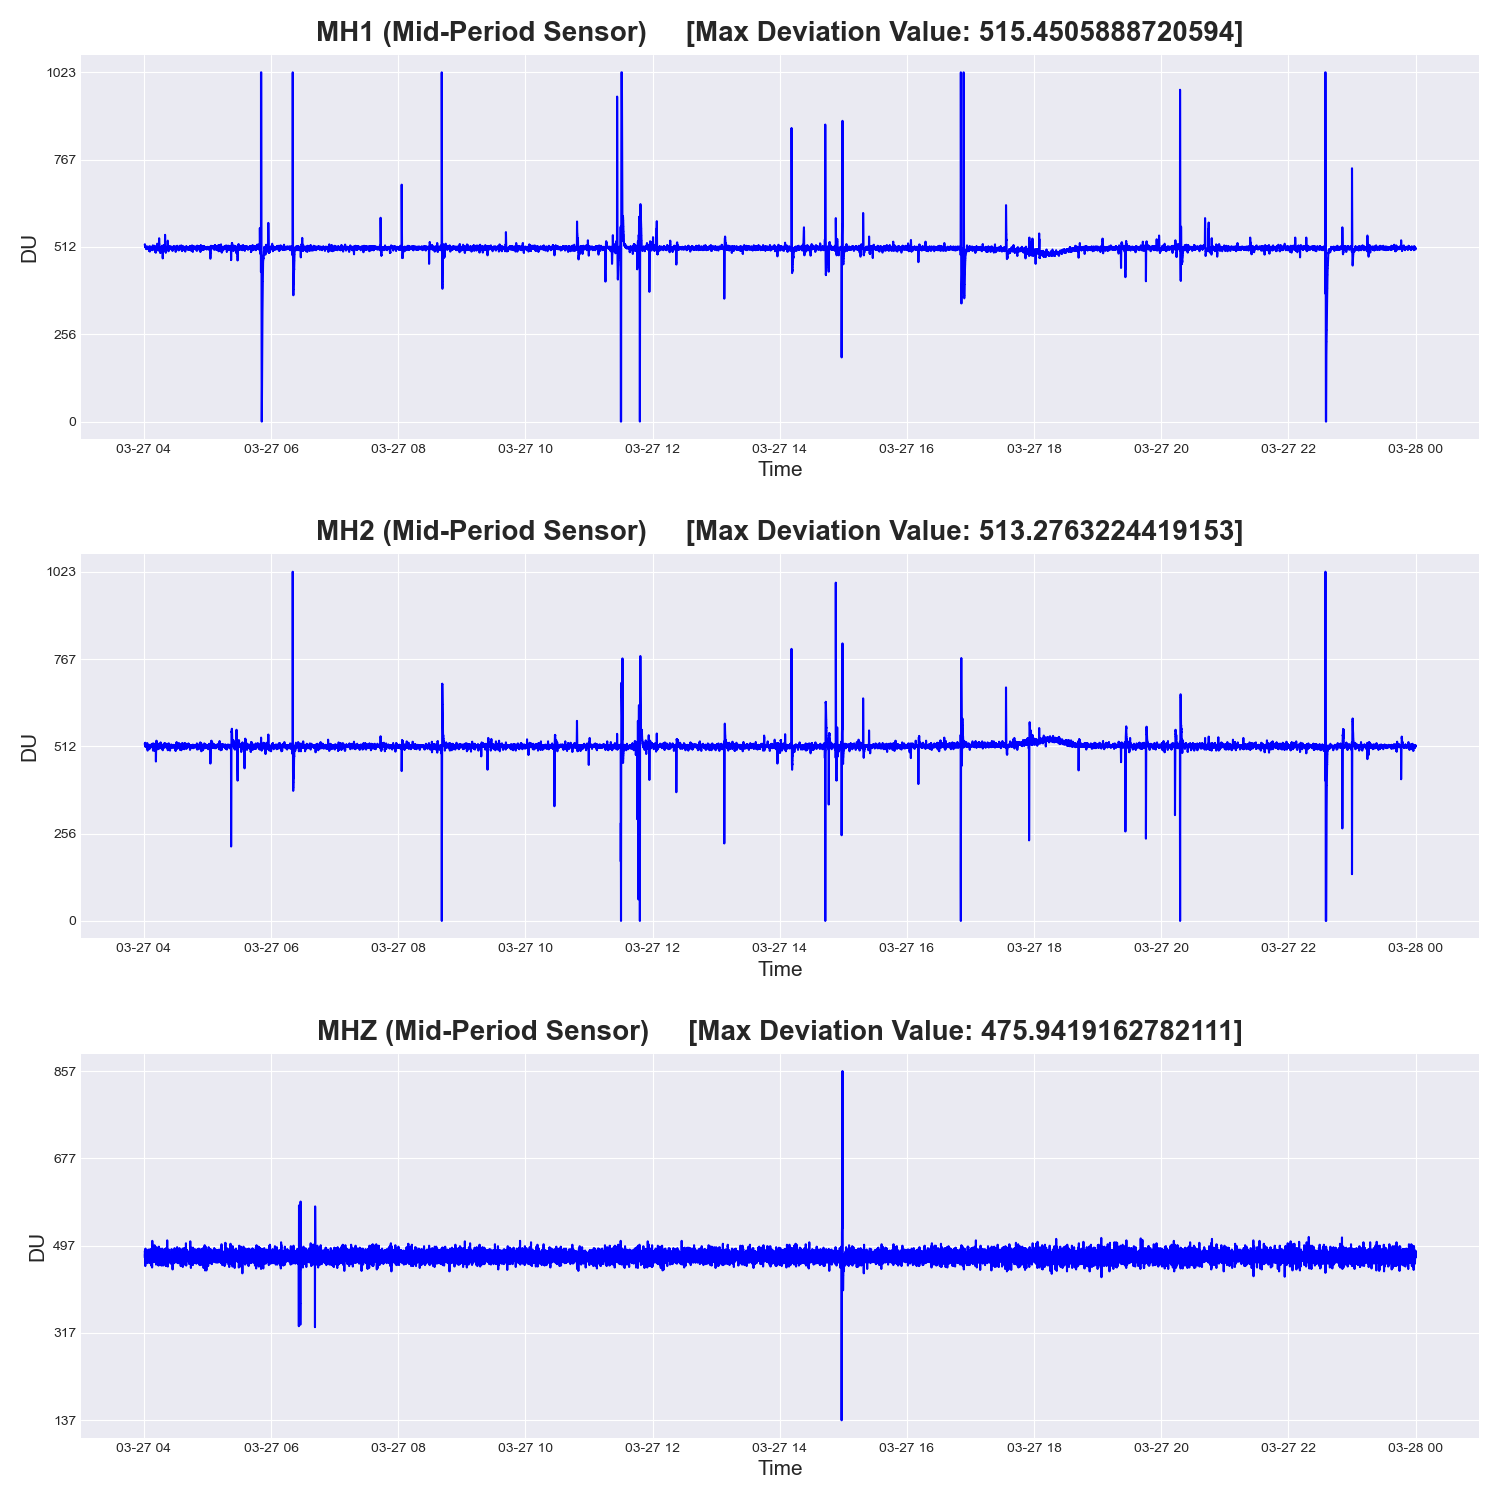 MH1 (Mid-Period Sensor) [Max Deviation Value: 515.4505888720594]
1023
767
512
256
0
DU
03-27 04 03-27 06 03-27 08 03-27 10 03-27 12 03-27 14 03-27 16 03-27 18 03-27 20 03-27 22 03-28 00
Time
MH2 (Mid-Period Sensor) [Max Deviation Value: 513.2763224419153]
1023
767
512
256
0
DU
03-27 04 03-27 06 03-27 08 03-27 10 03-27 12 03-27 14 03-27 16 03-27 18 03-27 20 03-27 22 03-28 00
Time
MHZ (Mid-Period Sensor) [Max Deviation Value: 475.9419162782111]
857
677
497
317
137
DU
03-27 04 03-27 06 03-27 08 03-27 10 03-27 12 03-27 14 03-27 16 03-27 18 03-27 20 03-27 22 03-28 00
Time